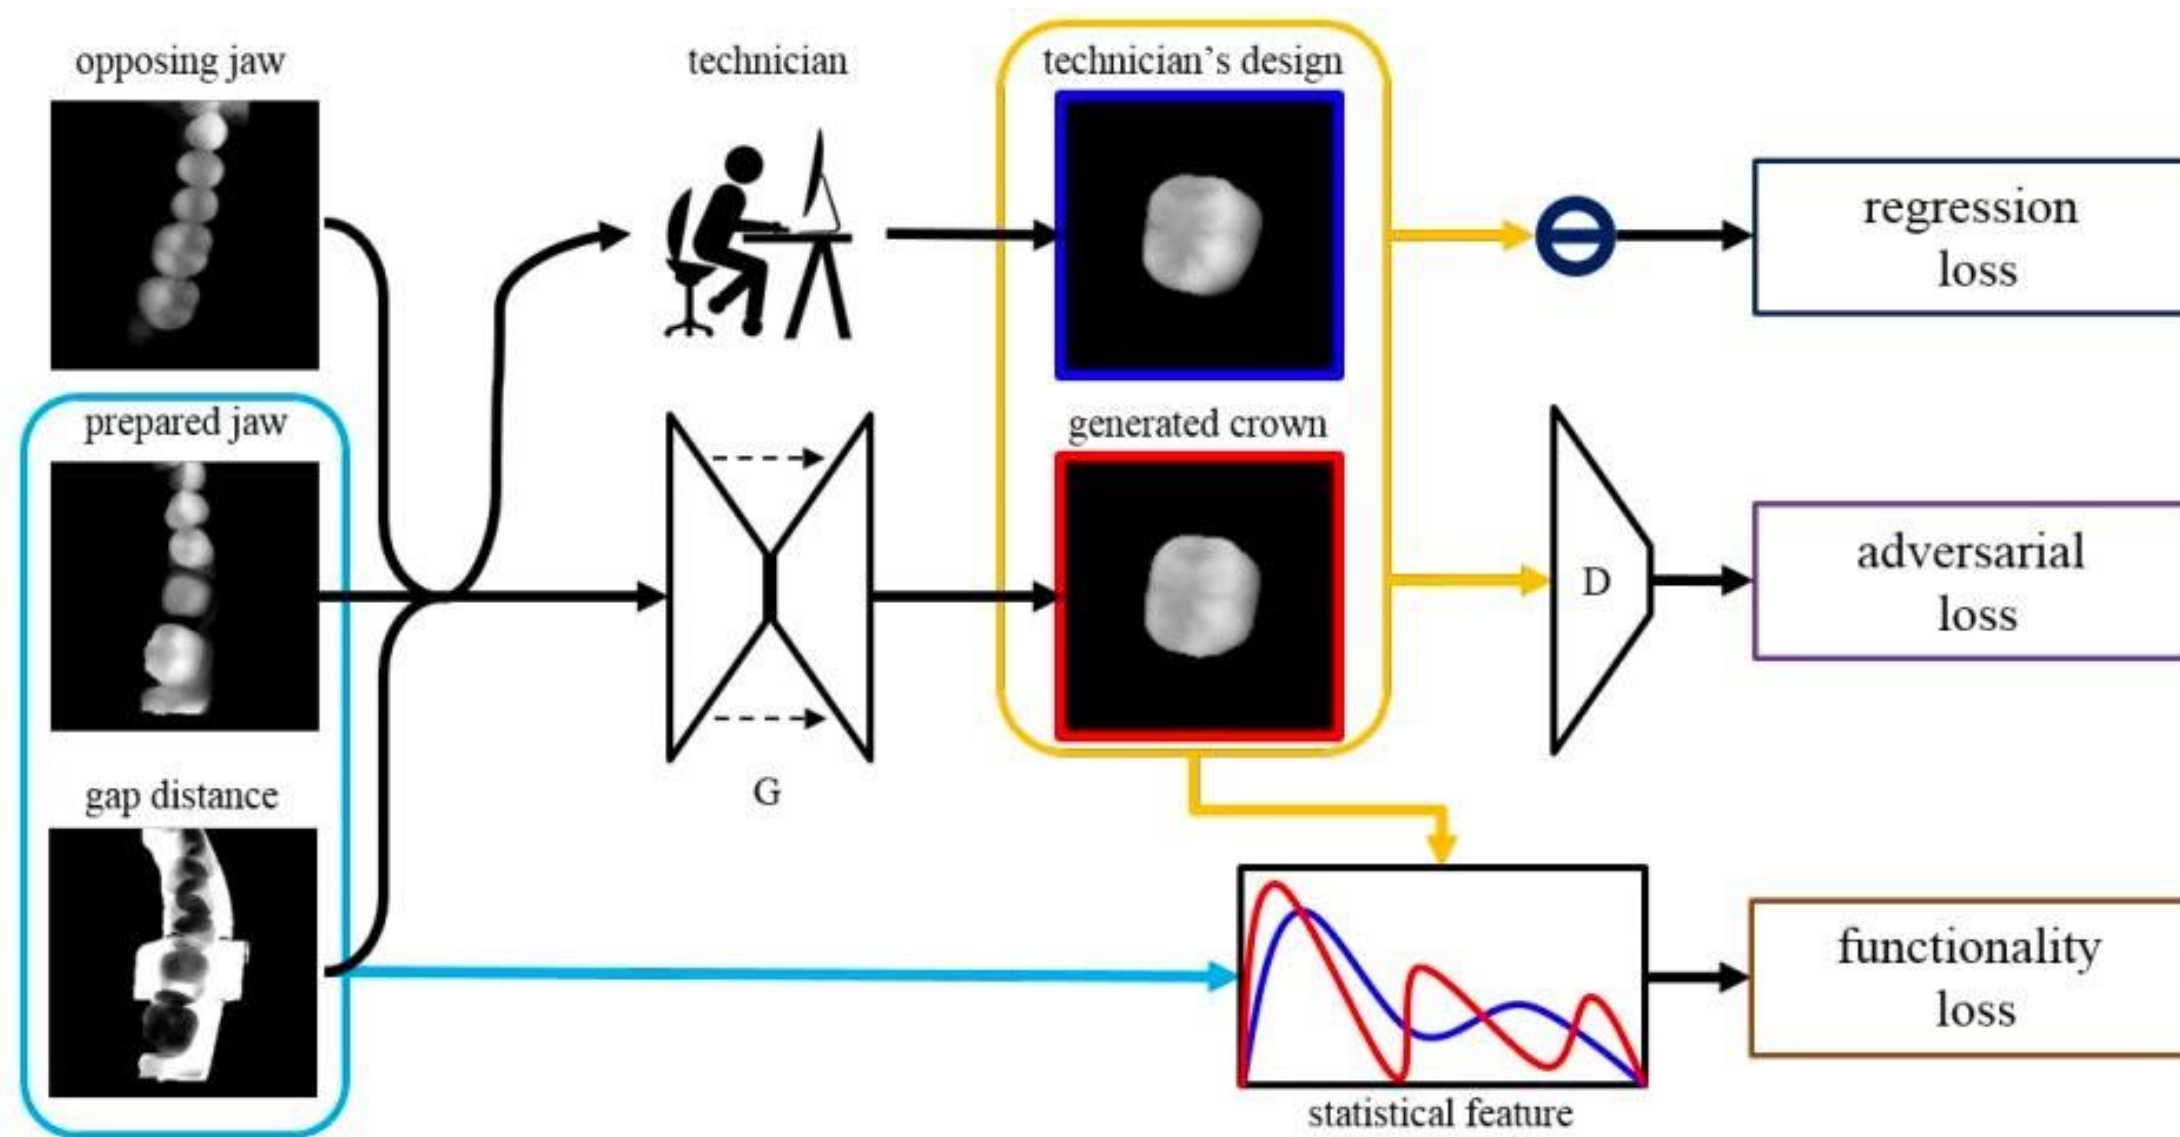 opposing jaw
technician
technician's design
regression
loss
prepared jaw
generated crown
D
adversarial
loss
gap distance
G
functionality
loss
statistical feature